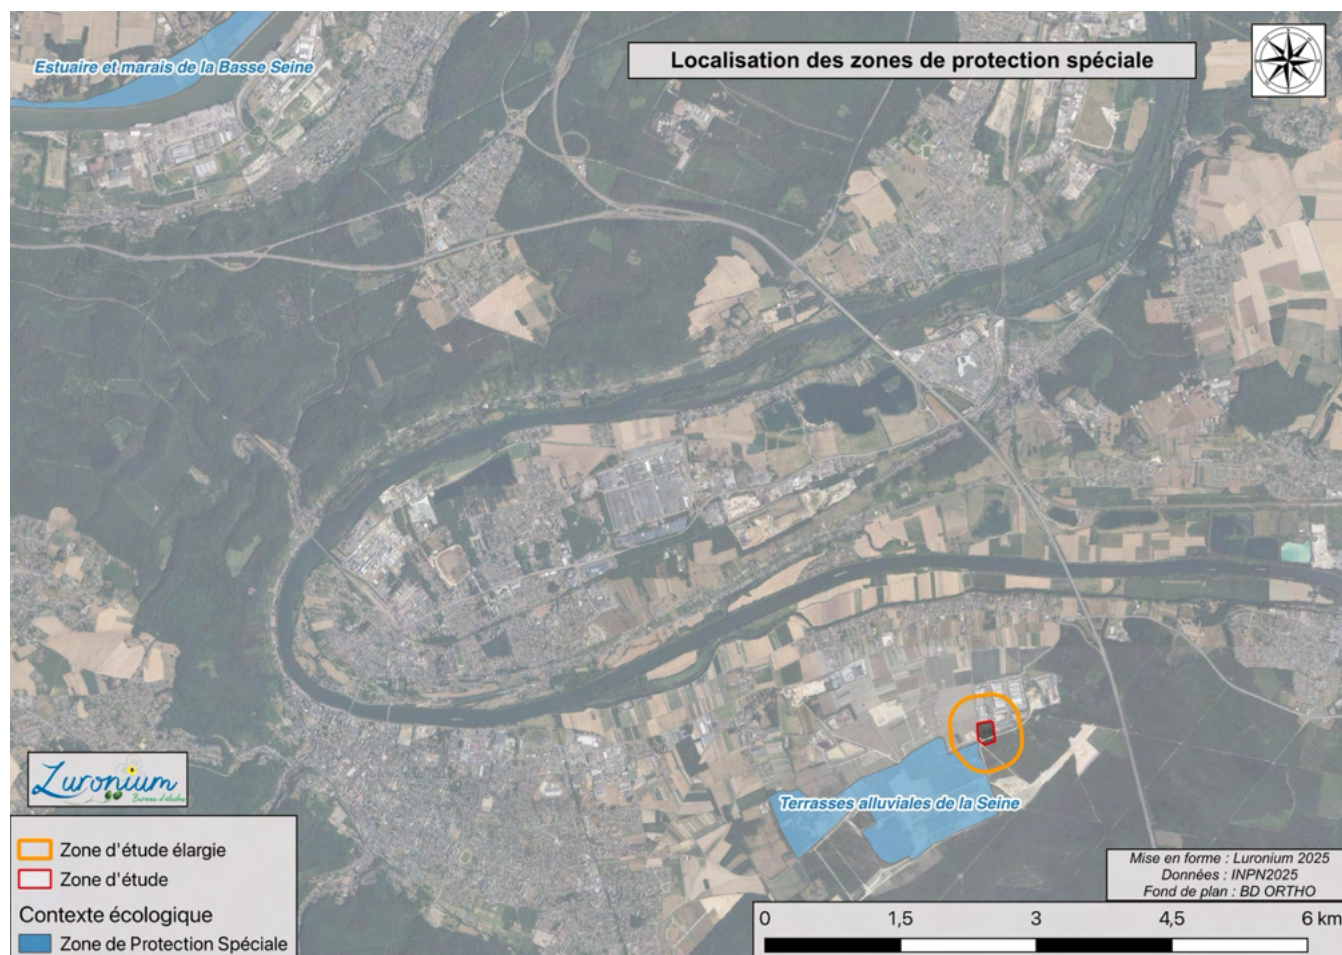 Localisation des zones de protection spéciale
Estuaire et marais de la Basse Seine
Terrasses alluviales de la Seine
Luronium
Bureau d'études
Zone d'étude élargie
Zone d'étude
Contexte écologique
Zone de Protection Spéciale
Mise en forme : Luronium 2025
Données : INPN2025
Fond de plan : BD ORTHO
0 1,5 3 4,5 6 km